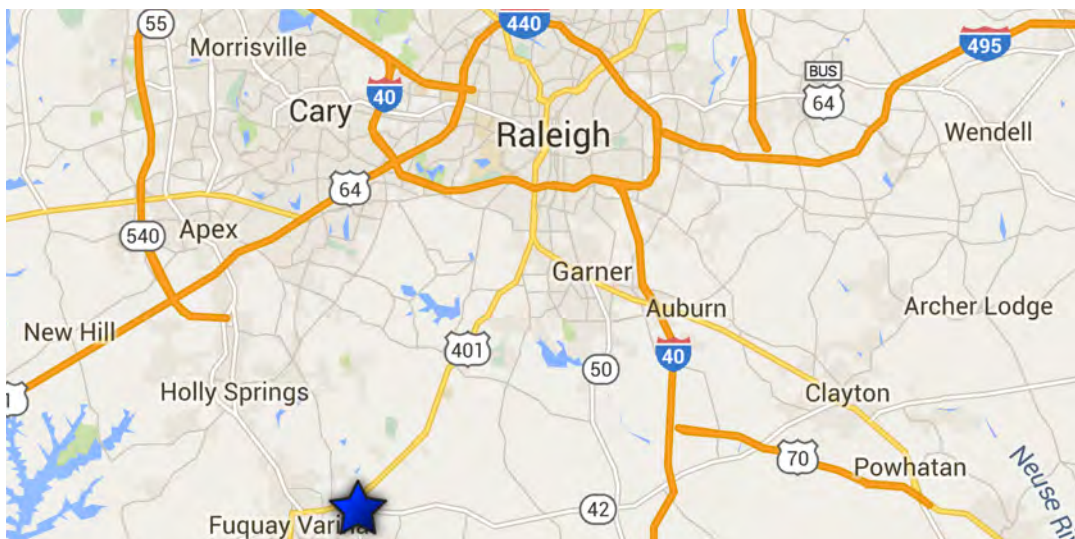 55
440
Morrisville
495
40
BUS
64
Cary
Raleigh
Wendell
64
Apex
540
Garner
Auburn
Archer Lodge
New Hill
401
40
50
Holly Springs
Clayton
1
70
Powhatan
Neuse Ri
42
Fuquay Vari